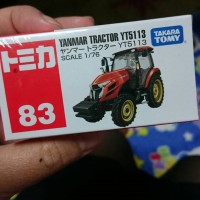 トミカ
83
YANMAR TRACTOR YT5113
ヤンマー トラクター YT5113
SCALE 1/76
TAKARA
TOMY